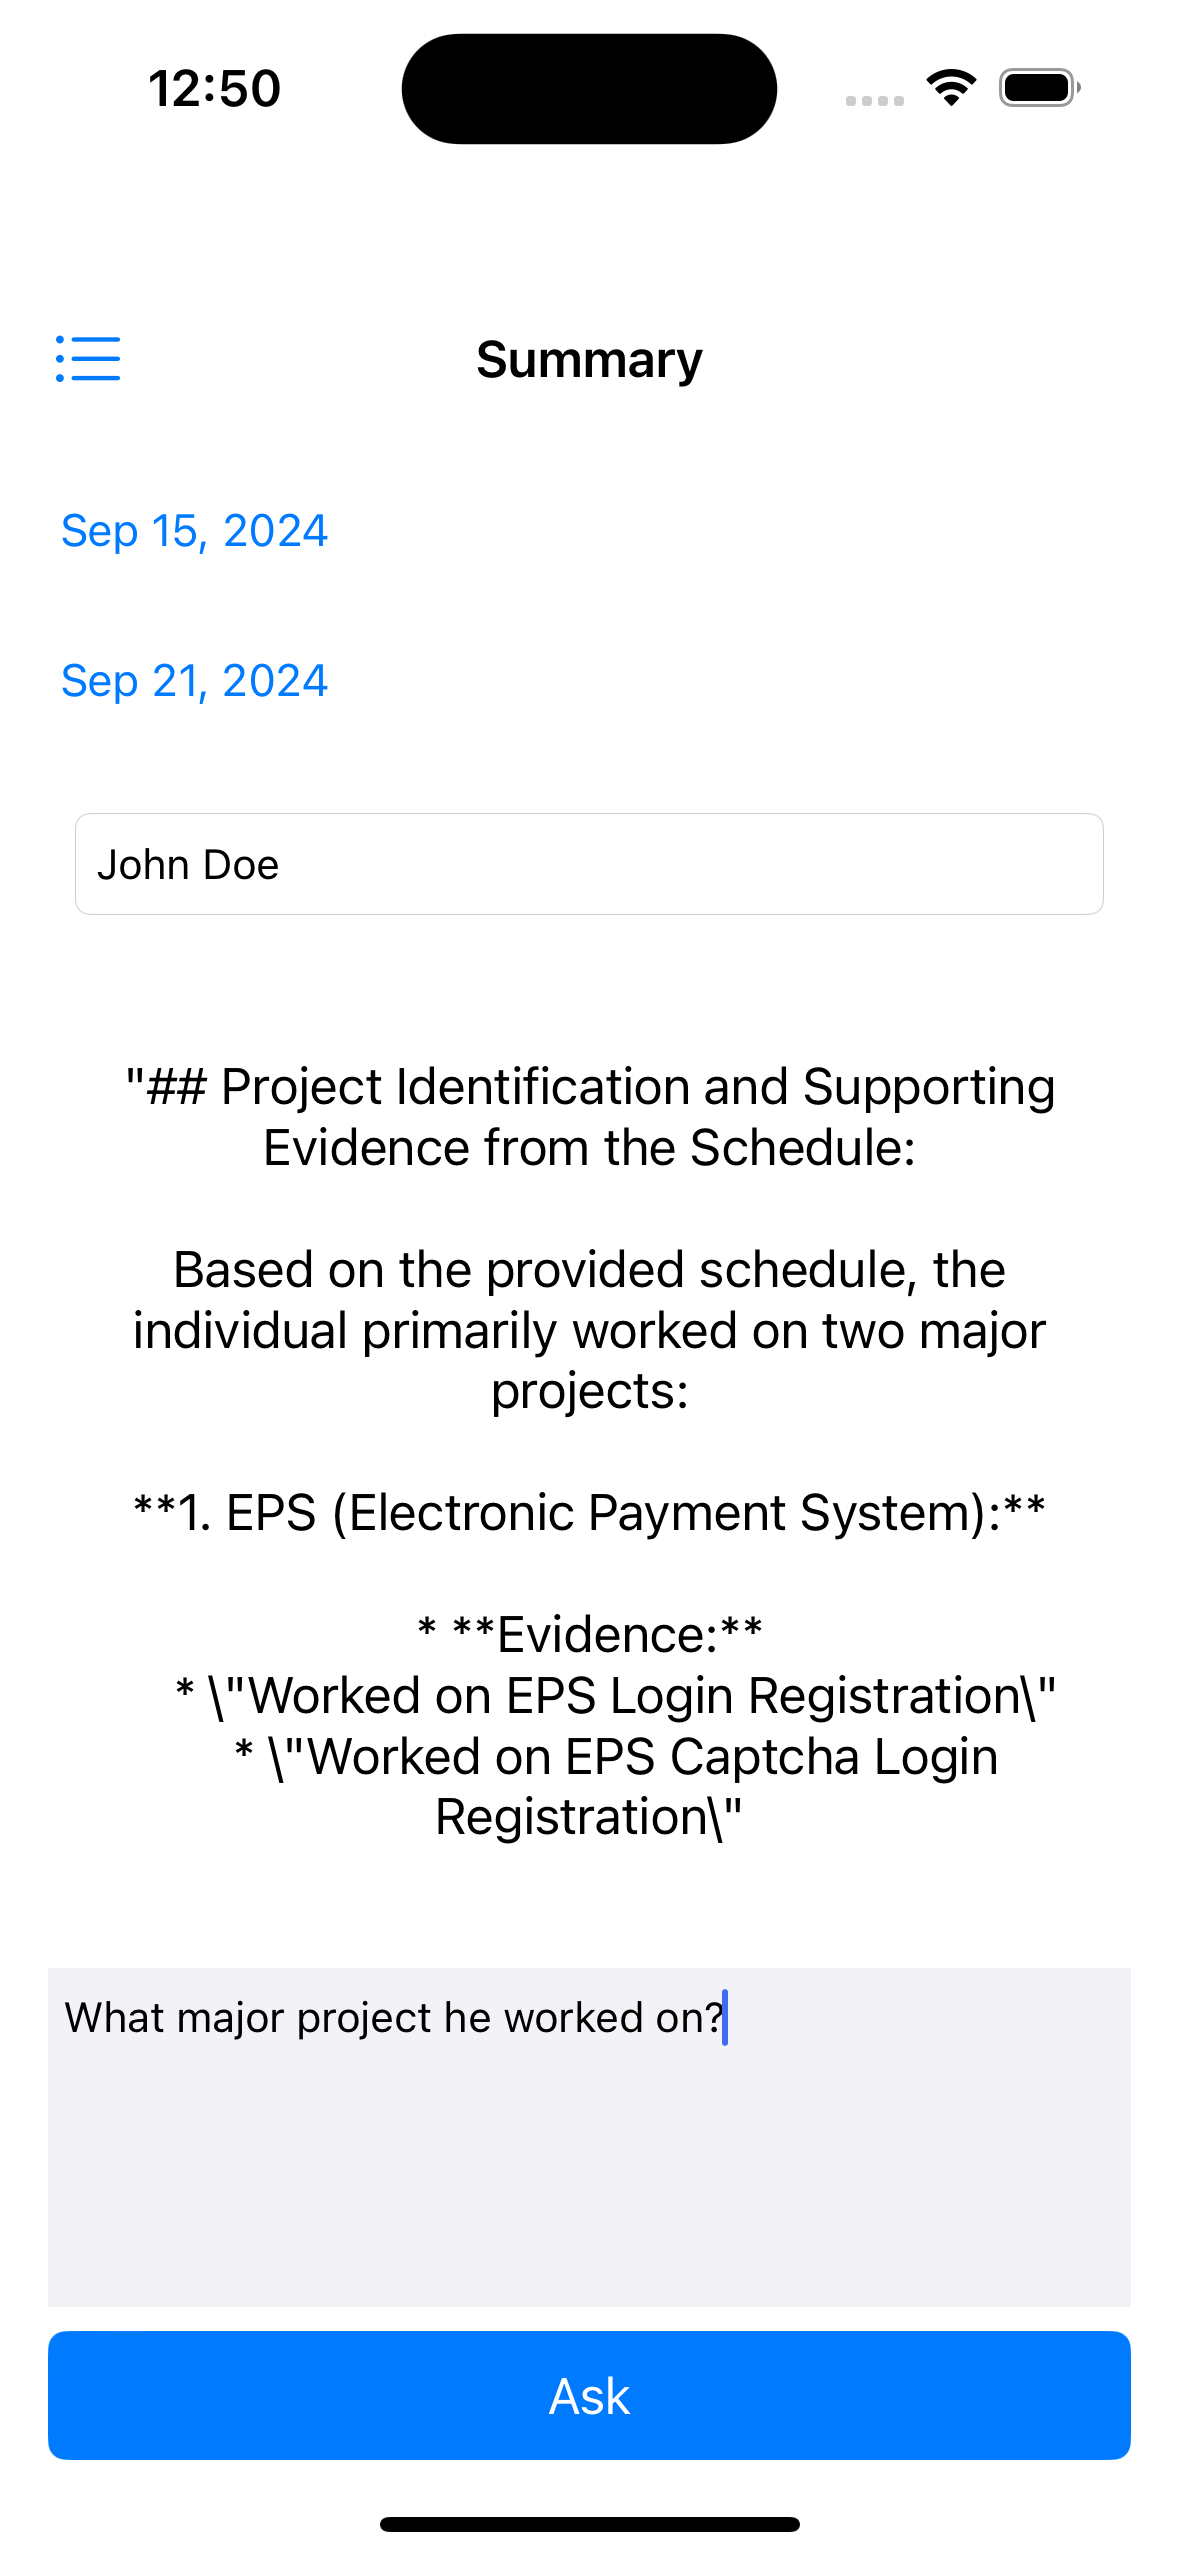 12:50
Summary
Sep 15, 2024
Sep 21, 2024
John Doe
"## Project Identification and Supporting
Evidence from the Schedule:
Based on the provided schedule, the
individual primarily worked on two major
projects:
**1. EPS (Electronic Payment System):**
* **Evidence:**
* \"Worked on EPS Login Registration\"
* \"Worked on EPS Captcha Login
Registration\"
What major project he worked on?
Ask